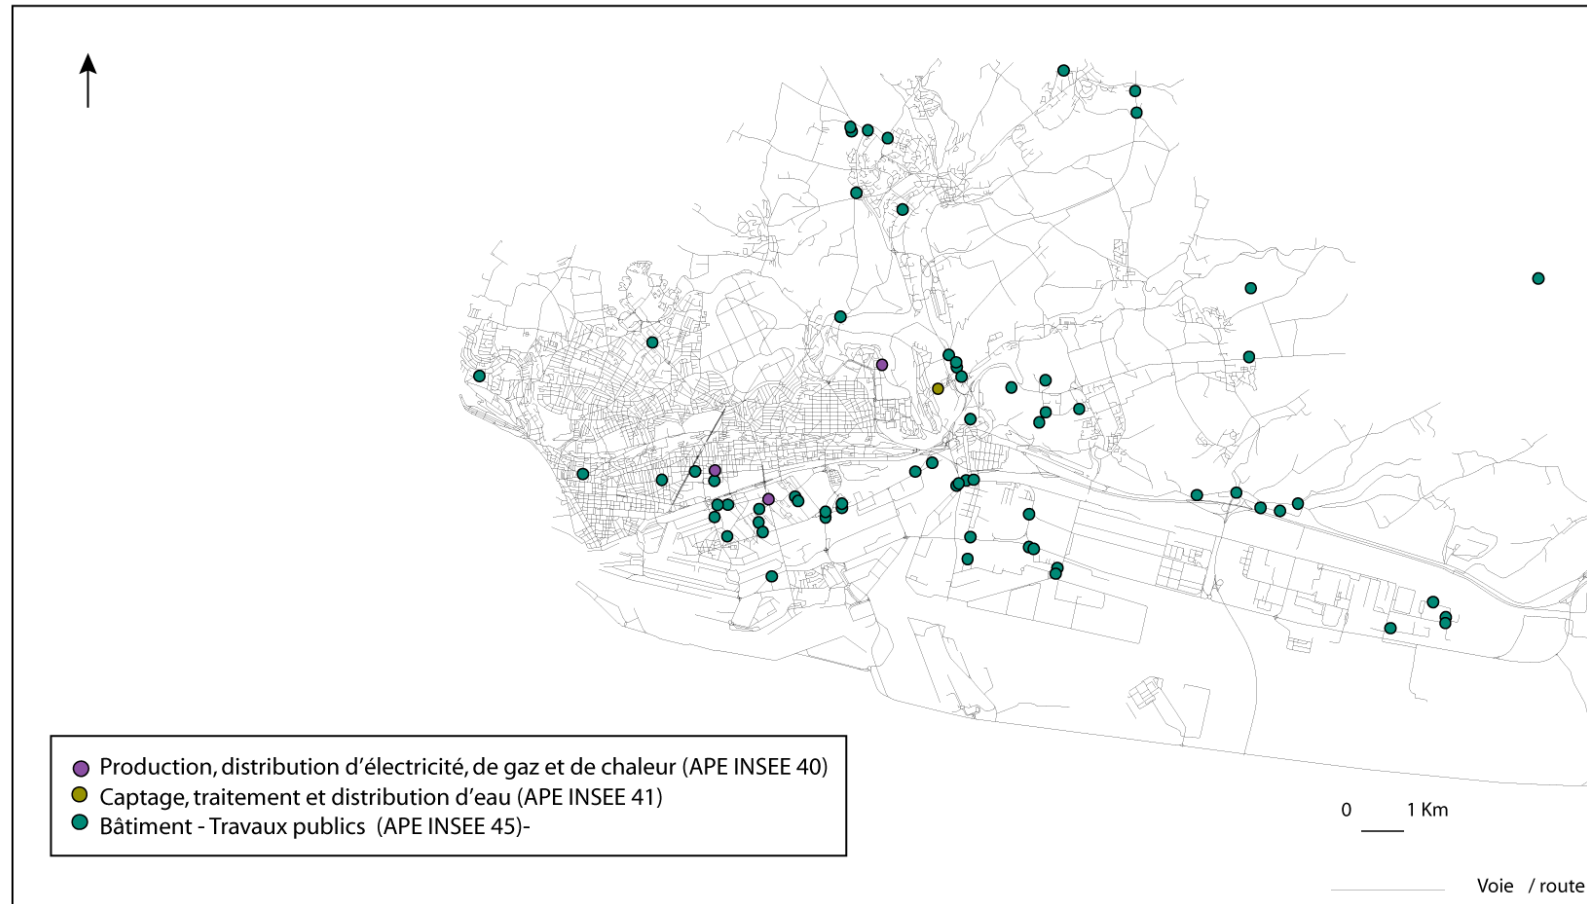 Production, distribution d’électricité, de gaz et de chaleur (APE INSEE 40)
Captage, traitement et distribution d’eau (APE INSEE 41)
Bâtiment - Travaux publics (APE INSEE 45)-
0 1 Km
Voie / route